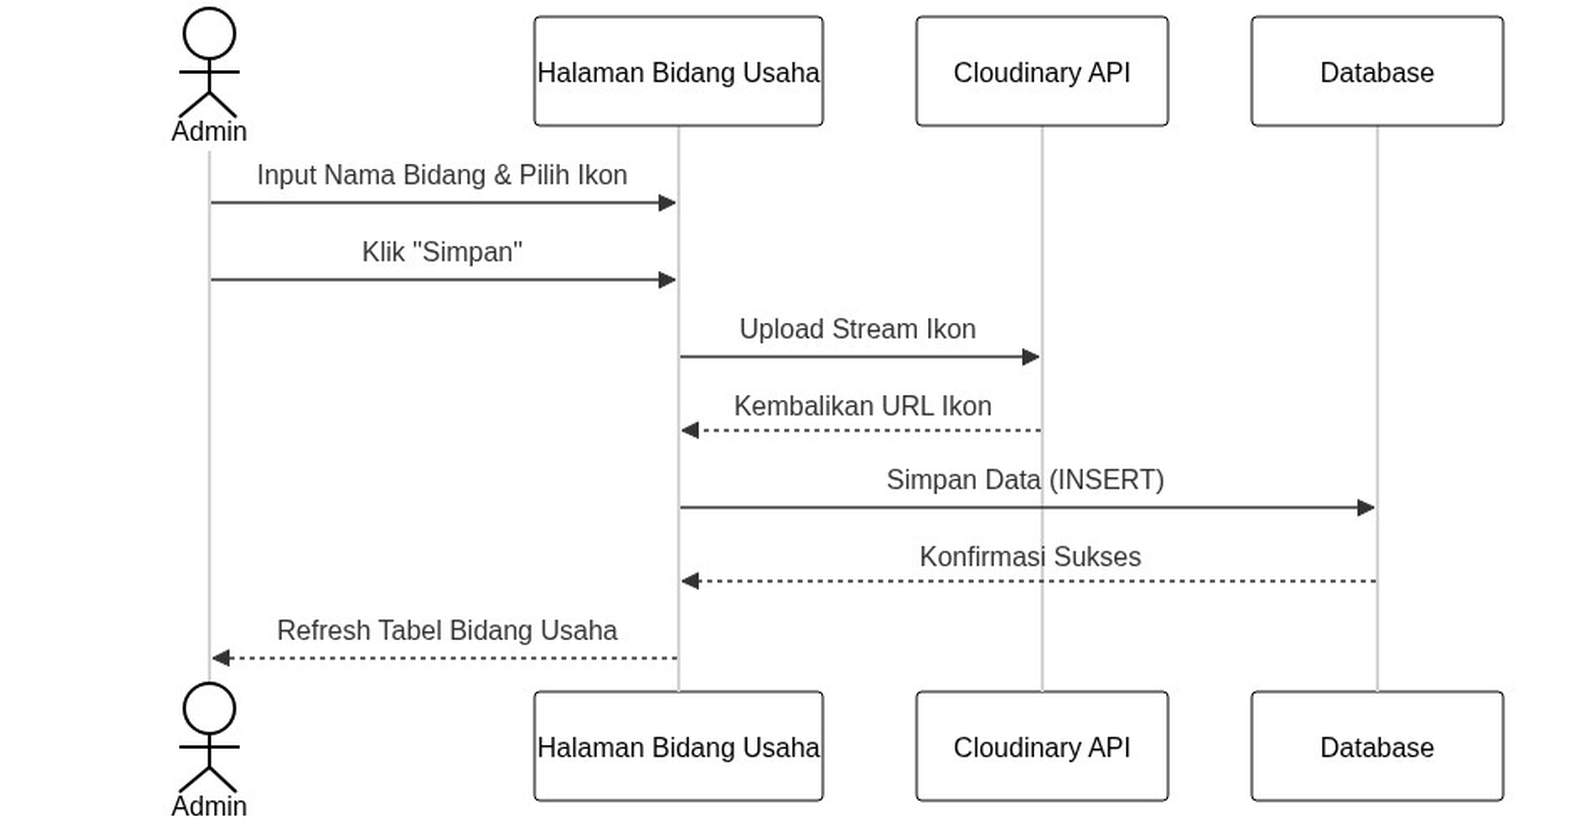 Admin
Halaman Bidang Usaha
Cloudinary API
Database
Input Nama Bidang & Pilih Ikon
Klik "Simpan"
Upload Stream Ikon
Kembalikan URL Ikon
Simpan Data (INSERT)
Konfirmasi Sukses
Refresh Tabel Bidang Usaha
Admin
Halaman Bidang Usaha
Cloudinary API
Database